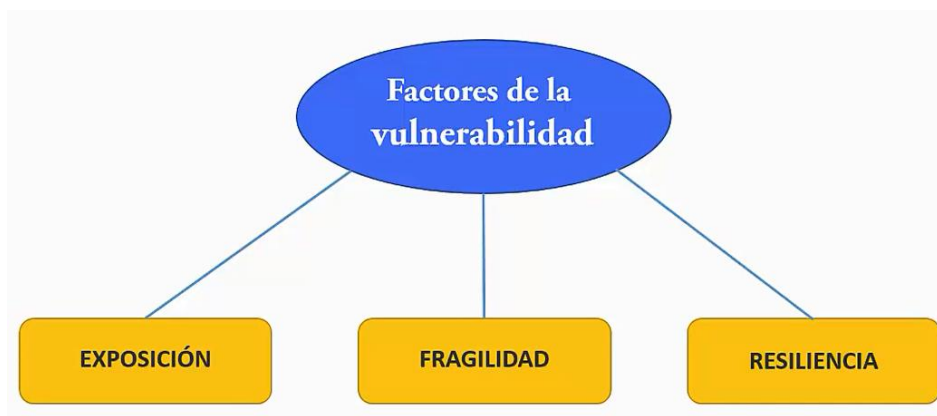 Factores de la
vulnerabilidad
EXPOSICIÓN
FRAGILIDAD
RESILIENCIA